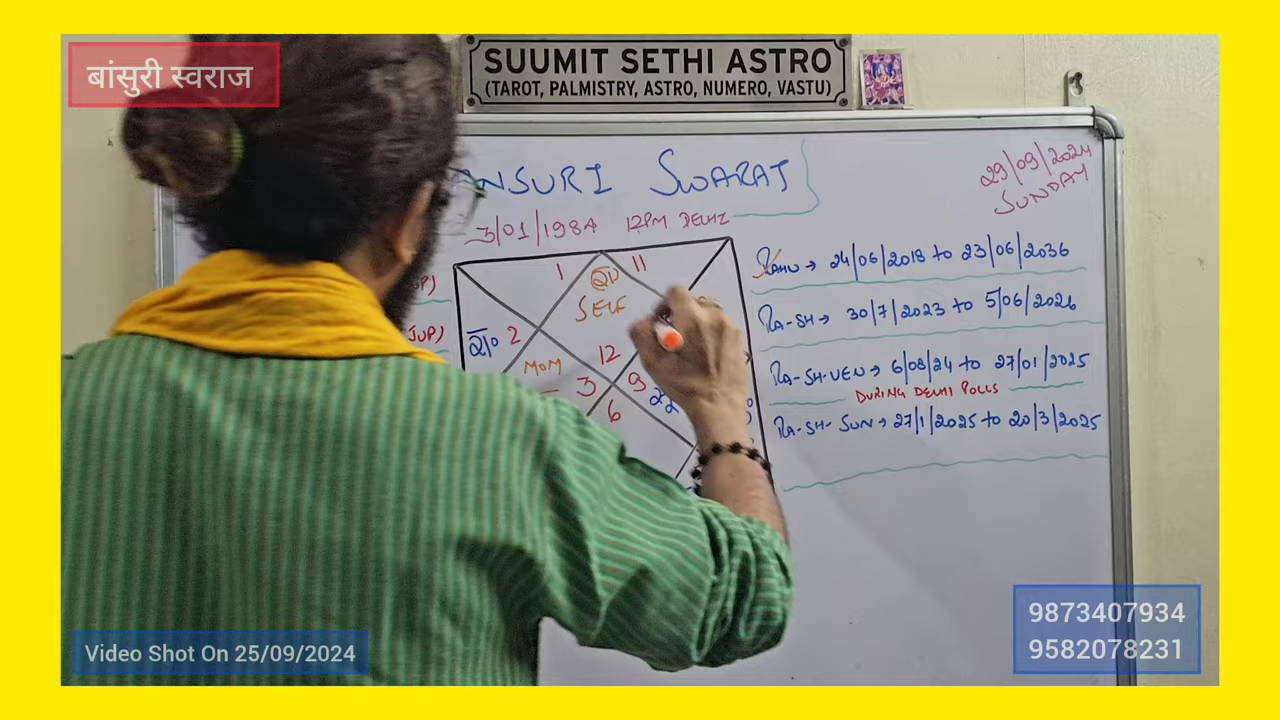 बांसुरी स्वराज
SUUMIT SETHI ASTRO
(TAROT, PALMISTRY, ASTRO, NUMERO, VASTU)
29/09/2024
SUNDAY
NSURI SWARAJ
3/01/1984 12PM DELHI
RAHU → 24/06/2018 to 23/06/2036
RA-SH → 30/7/2023 to 5/06/2026
RA-SH-VEN → 6/08/24 to 27/01/2025
DURING DELHI POLLS
RA-SH-SUN → 27/1/2025 to 20/3/2025
1 11
SELF
2
12
MOM
3 9
6
9873407934
9582078231
Video Shot On 25/09/2024